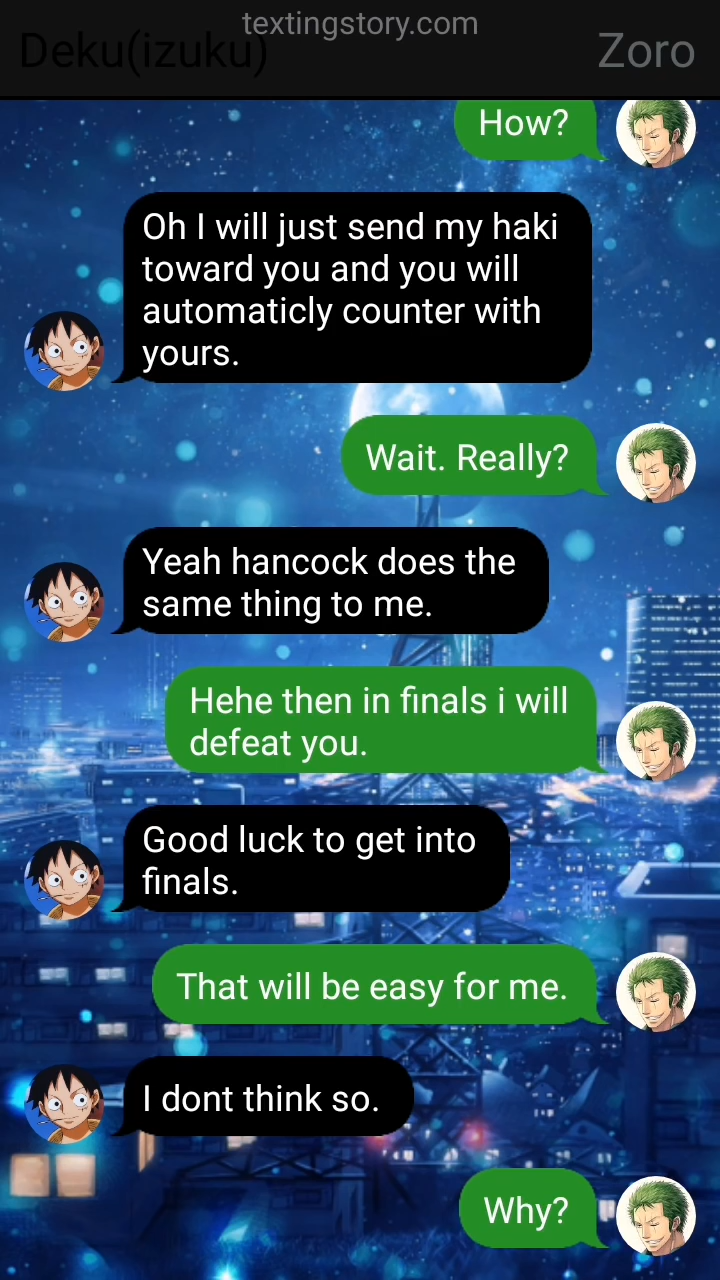 textingstory.com
Deku(izuku)
Zoro
How?
Oh I will just send my haki
toward you and you will
automaticly counter with
yours.
Wait. Really?
Yeah hancock does the
same thing to me.
Hehe then in finals i will
defeat you.
Good luck to get into
finals.
That will be easy for me.
I dont think so.
Why?